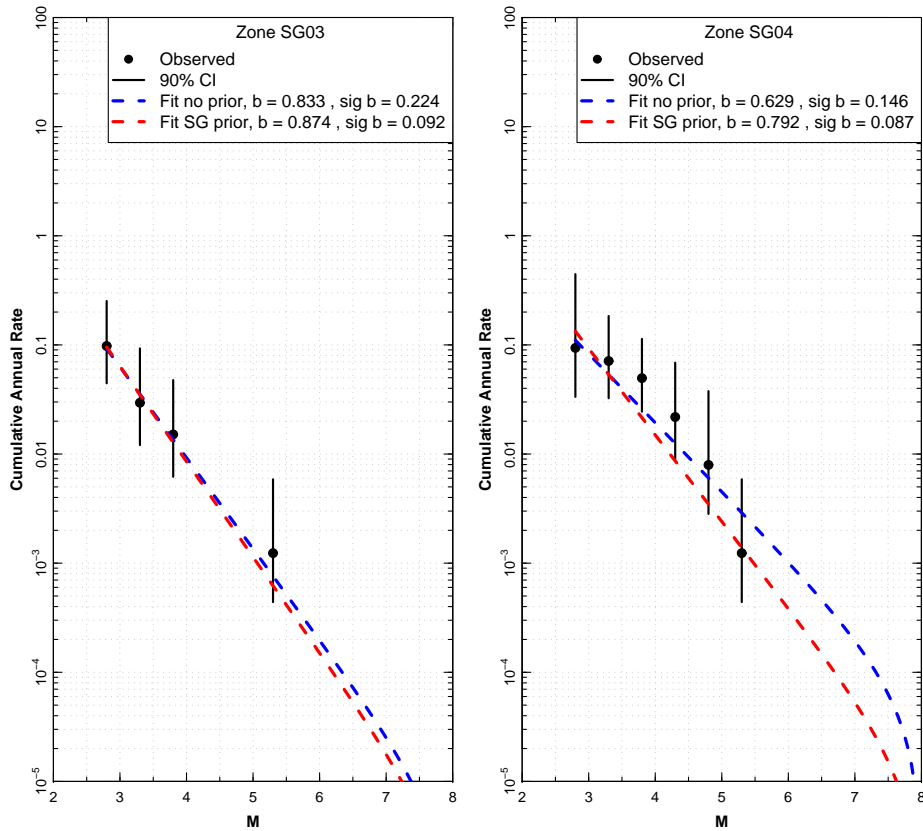 Zone SG03
Observed
90% CI
Fit no prior, b = 0.833 , sig b = 0.224
Fit SG prior, b = 0.874 , sig b = 0.092
100
10
1
0.1
0.01
10⁻³
10⁻⁴
10⁻⁵
Cumulative Annual Rate
2 3 4 5 6 7 8
M
Zone SG04
Observed
90% CI
Fit no prior, b = 0.629 , sig b = 0.146
Fit SG prior, b = 0.792 , sig b = 0.087
100
10
1
0.1
0.01
10⁻³
10⁻⁴
10⁻⁵
Cumulative Annual Rate
2 3 4 5 6 7 8
M